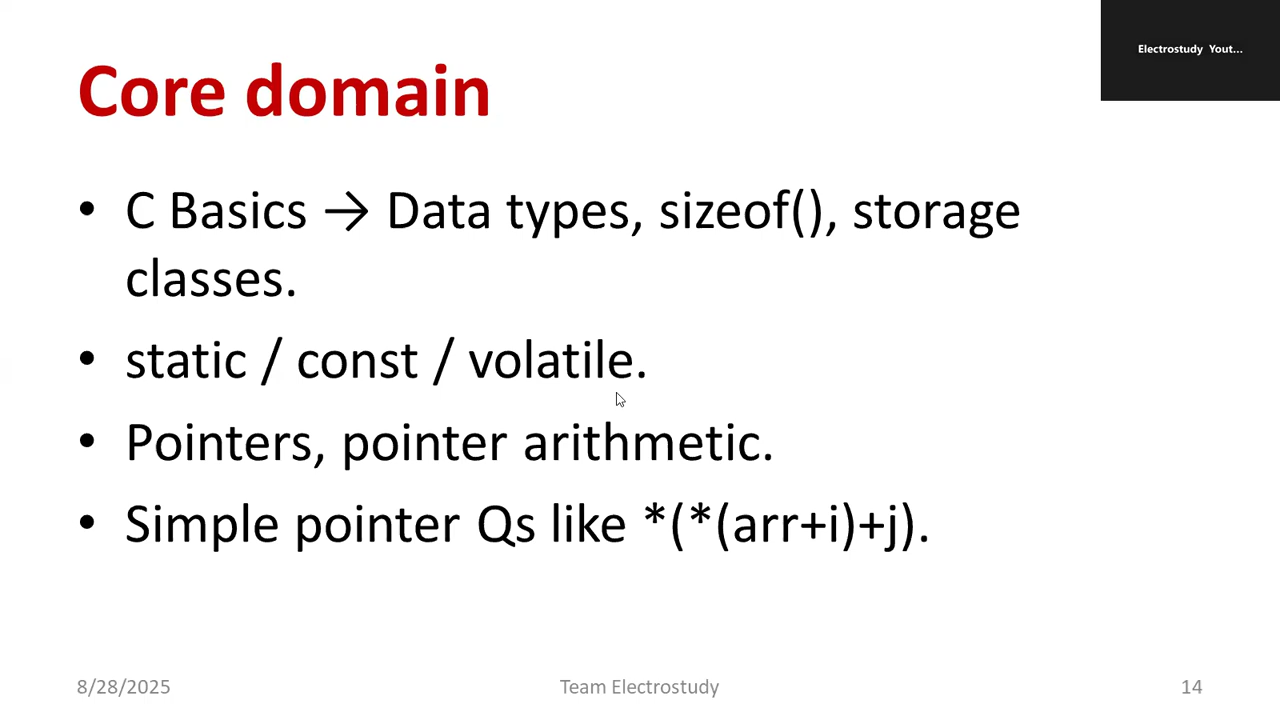 Electrostudy Yout...
Core domain
• C Basics → Data types, sizeof(), storage
classes.
• static / const / volatile.
• Pointers, pointer arithmetic.
• Simple pointer Qs like *(*(arr+i)+j).
8/28/2025
Team Electrostudy
14